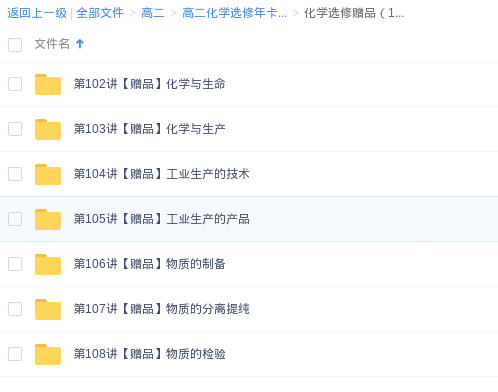 返回上一级 | 全部文件 > 高二 > 高二化学选修年卡... > 化学选修赠品（1...
文件名
第102讲【赠品】化学与生命
第103讲【赠品】化学与生产
第104讲【赠品】工业生产的技术
第105讲【赠品】工业生产的产品
第106讲【赠品】物质的制备
第107讲【赠品】物质的分离提纯
第108讲【赠品】物质的检验